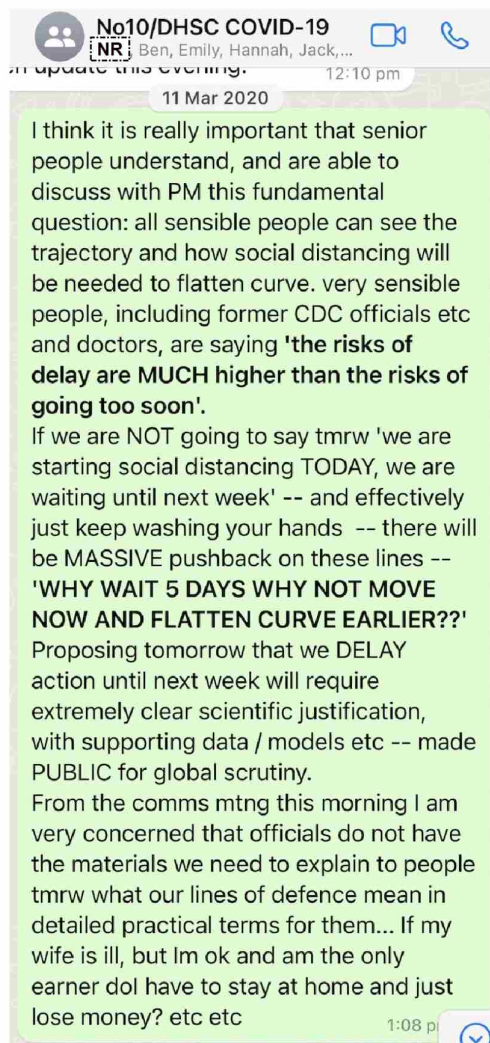 No10/DHSC COVID-19
NR Ben, Emily, Hannah, Jack,...
update this evening.
12:10 pm
11 Mar 2020
I think it is really important that senior
people understand, and are able to
discuss with PM this fundamental
question: all sensible people can see the
trajectory and how social distancing will
be needed to flatten curve. very sensible
people, including former CDC officials etc
and doctors, are saying 'the risks of
delay are MUCH higher than the risks of
going too soon'.
If we are NOT going to say tmrw 'we are
starting social distancing TODAY, we are
waiting until next week' -- and effectively
just keep washing your hands -- there will
be MASSIVE pushback on these lines --
'WHY WAIT 5 DAYS WHY NOT MOVE
NOW AND FLATTEN CURVE EARLIER??'
Proposing tomorrow that we DELAY
action until next week will require
extremely clear scientific justification,
with supporting data / models etc -- made
PUBLIC for global scrutiny.
From the comms mtng this morning I am
very concerned that officials do not have
the materials we need to explain to people
tmrw what our lines of defence mean in
detailed practical terms for them... If my
wife is ill, but Im ok and am the only
earner doI have to stay at home and just
lose money? etc etc
1:08 p